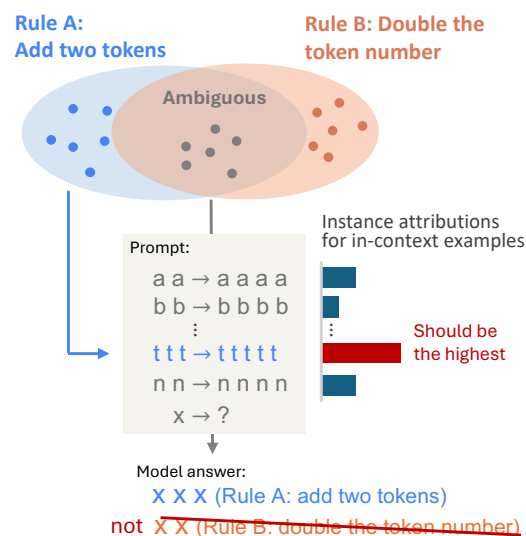 Rule A:
Add two tokens
Rule B: Double the
token number
Ambiguous
Instance attributions
for in-context examples
Prompt:
a a → a a a a
b b → b b b b
⋮
⋮
t t t → t t t t t
Should be
the highest
n n → n n n n
x → ?
Model answer:
x x x (Rule A: add two tokens)
not x x (Rule B: double the token number)